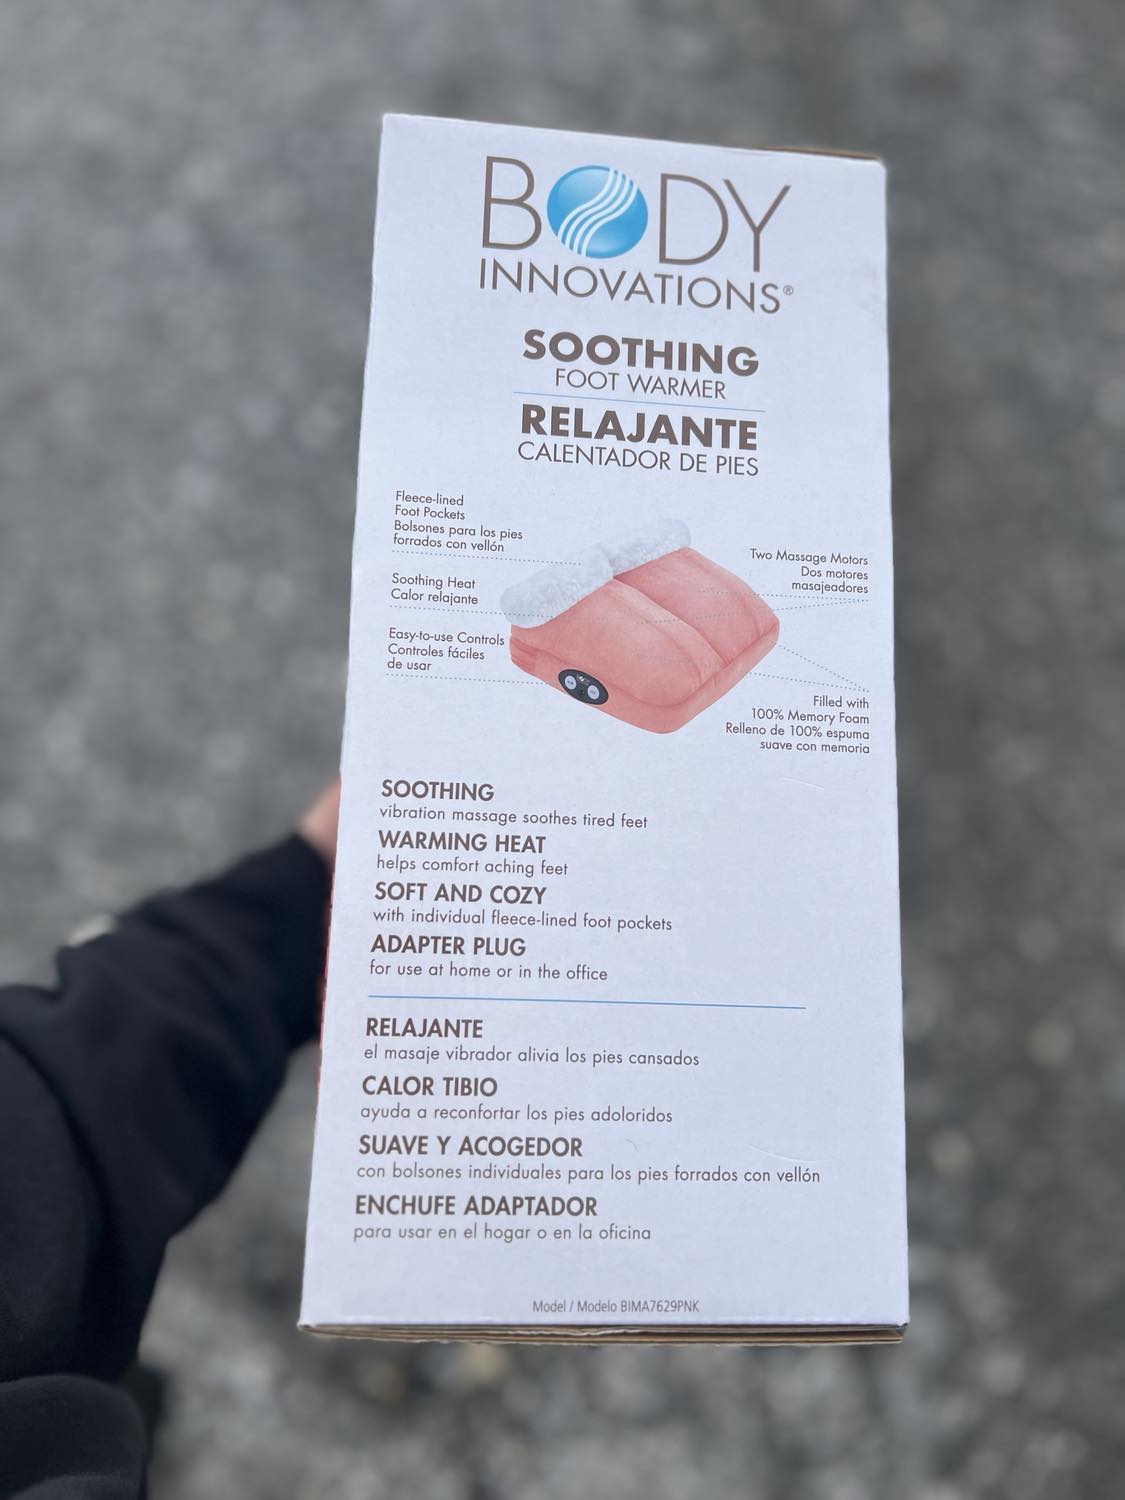 BODY
INNOVATIONS®
SOOTHING
FOOT WARMER
RELAJANTE
CALENTADOR DE PIES
Fleece-lined
Foot Pockets
Bolsones para los pies
forrados con vellón
Soothing Heat
Calor relajante
Easy-to-use Controls
Controles fáciles
de usar
Two Massage Motors
Dos motores
masajeadores
Filled with
100% Memory Foam
Relleno de 100% espuma
suave con memoria
SOOTHING
vibration massage soothes tired feet
WARMING HEAT
helps comfort aching feet
SOFT AND COZY
with individual fleece-lined foot pockets
ADAPTER PLUG
for use at home or in the office
RELAJANTE
el masaje vibrador alivia los pies cansados
CALOR TIBIO
ayuda a reconfortar los pies adoloridos
SUAVE Y ACOGEDOR
con bolsones individuales para los pies forrados con vellón
ENCHUFE ADAPTADOR
para usar en el hogar o en la oficina
Model / Modelo BIMA7629PNK